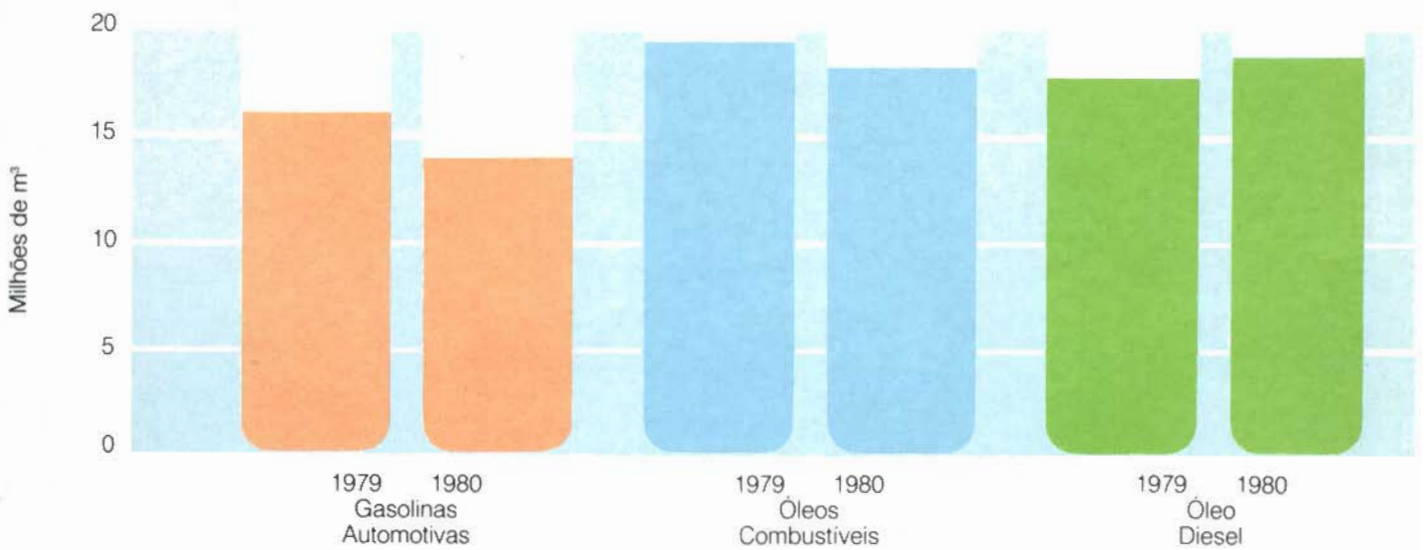 Milhões de m³
20
15
10
5
0
1979 1980
Gasolinas
Automotivas
1979 1980
Óleos
Combustíveis
1979 1980
Óleo
Diesel